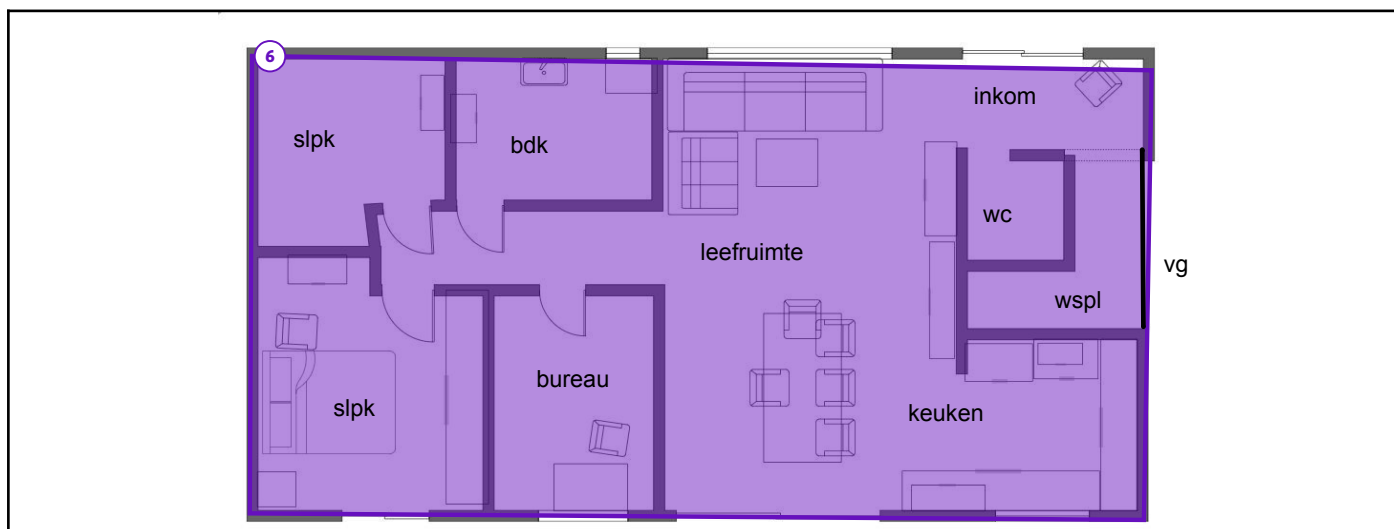 6
inkom
slpk
bdk
wc
leefruimte
vg
wspl
bureau
slpk
keuken